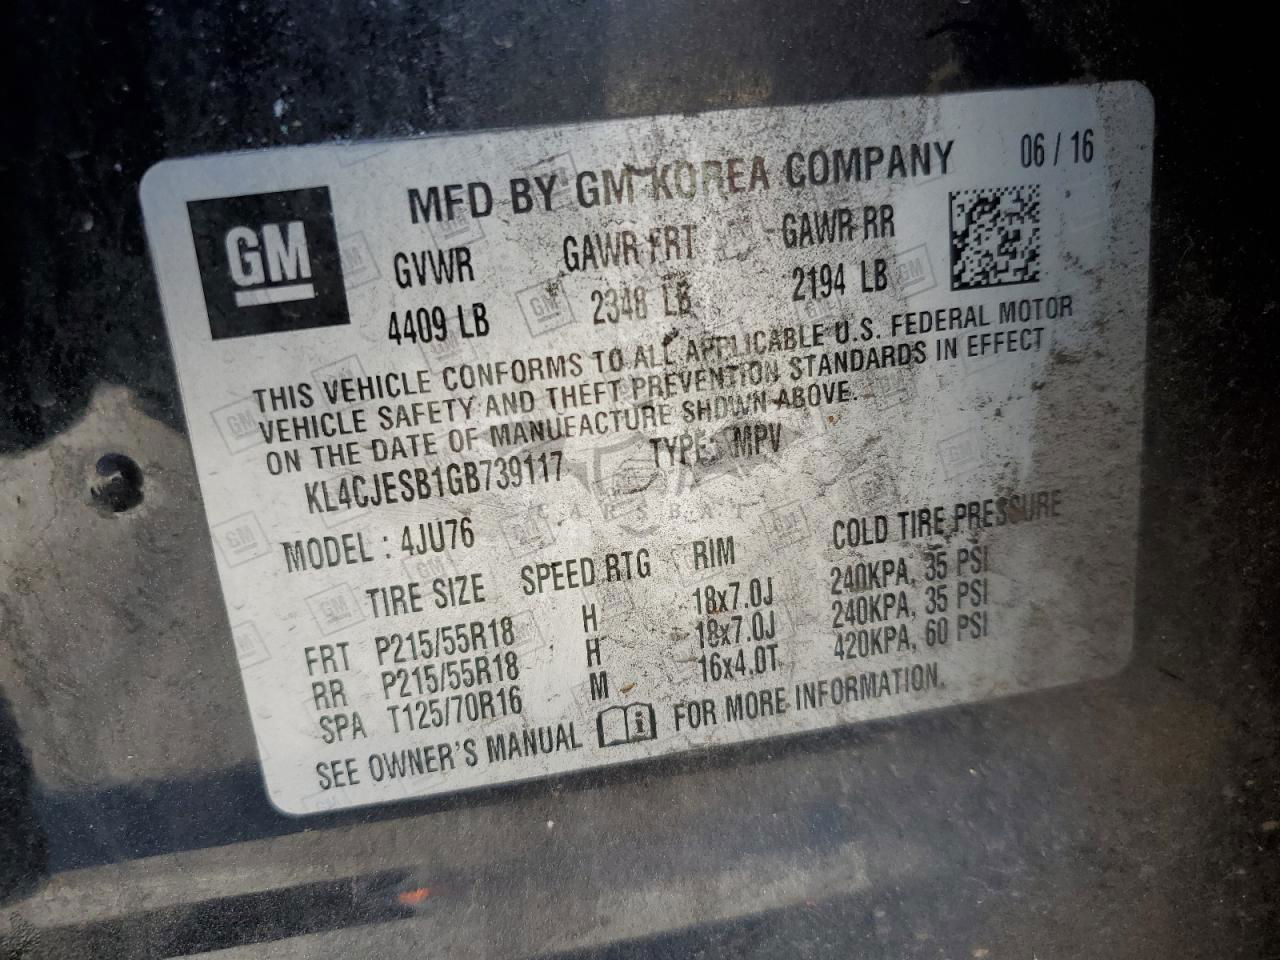 MFD BY GM KOREA COMPANY 06 / 16
GM
GVWR GAWR FRT GAWR RR
4409 LB 2348 LB 2194 LB
THIS VEHICLE CONFORMS TO ALL APPLICABLE U.S. FEDERAL MOTOR
VEHICLE SAFETY AND THEFT PREVENTION STANDARDS IN EFFECT
ON THE DATE OF MANUFACTURE SHOWN ABOVE.
KL4CJESB1GB739117 TYPE: MPV
CARSBAT
MODEL : 4JU76
TIRE SIZE SPEED RTG RIM COLD TIRE PRESSURE
FRT P215/55R18 H 18x7.0J 240KPA, 35 PSI
RR P215/55R18 H 18x7.0J 240KPA, 35 PSI
SPA T125/70R16 M 16x4.0T 420KPA, 60 PSI
SEE OWNER'S MANUAL i FOR MORE INFORMATION.